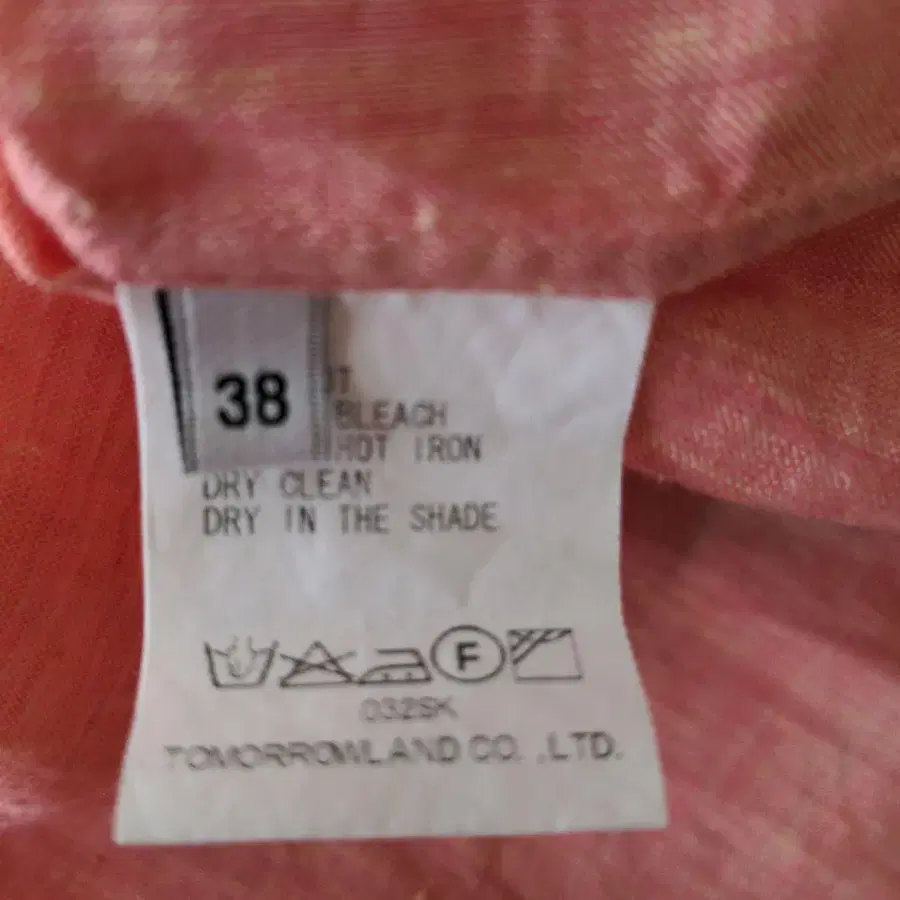 38
BLEACH
HOT IRON
DRY CLEAN
DRY IN THE SHADE
F
032SK
TOMORROWLAND CO. ,LTD.